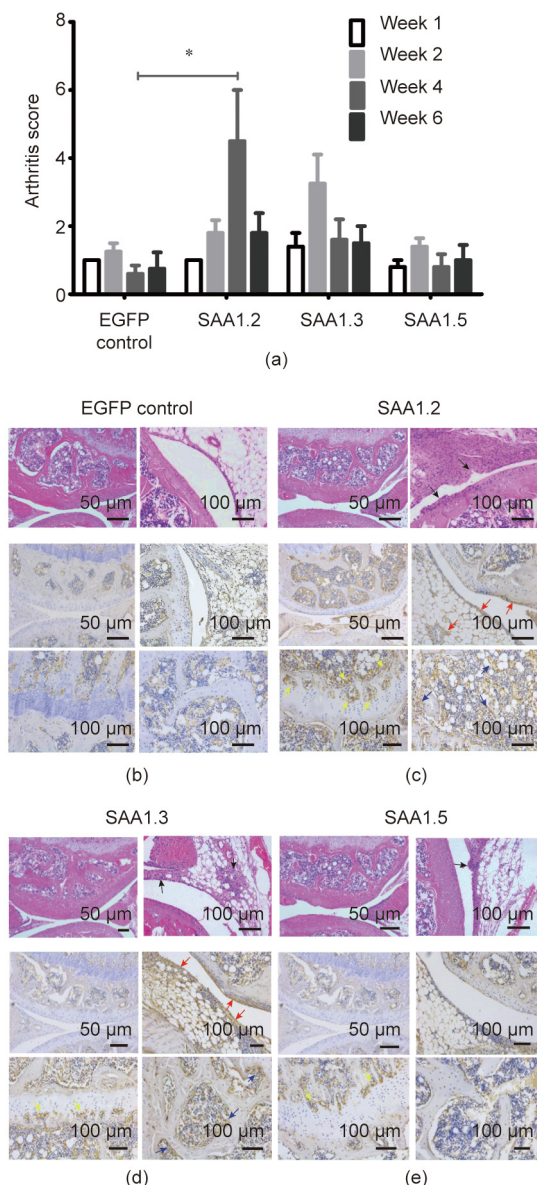 8
6
4
2
0
Arthritis score
*
Week 1
Week 2
Week 4
Week 6
EGFP
control
SAA1.2
SAA1.3
SAA1.5
(a)
EGFP control
SAA1.2
50 μm
100 μm
50 μm
100 μm
50 μm
100 μm
50 μm
100 μm
100 μm
100 μm
100 μm
100 μm
(b)
(c)
SAA1.3
SAA1.5
50 μm
100 μm
50 μm
100 μm
50 μm
100 μm
50 μm
100 μm
100 μm
100 μm
100 μm
100 μm
(d)
(e)